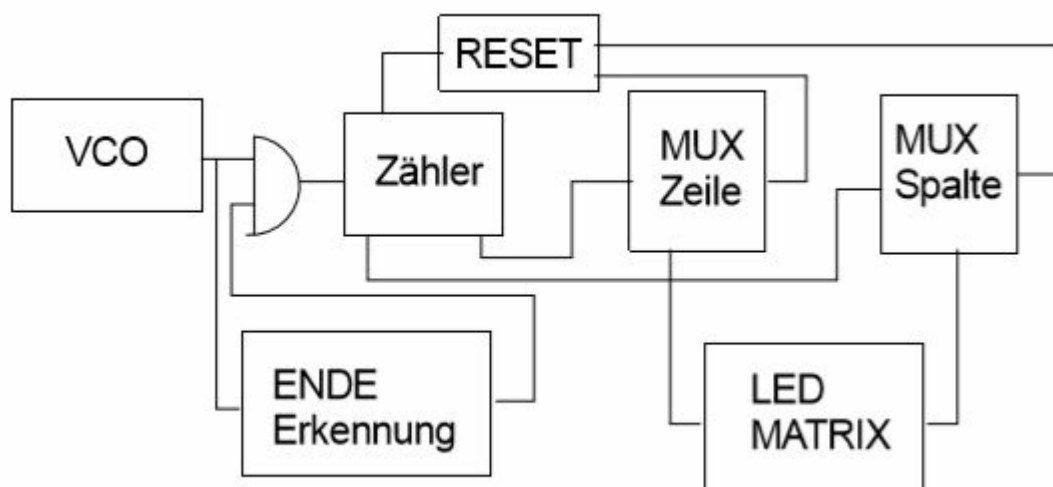 RESET
VCO
Zähler
MUX
Zeile
MUX
Spalte
ENDE
Erkennung
LED
MATRIX